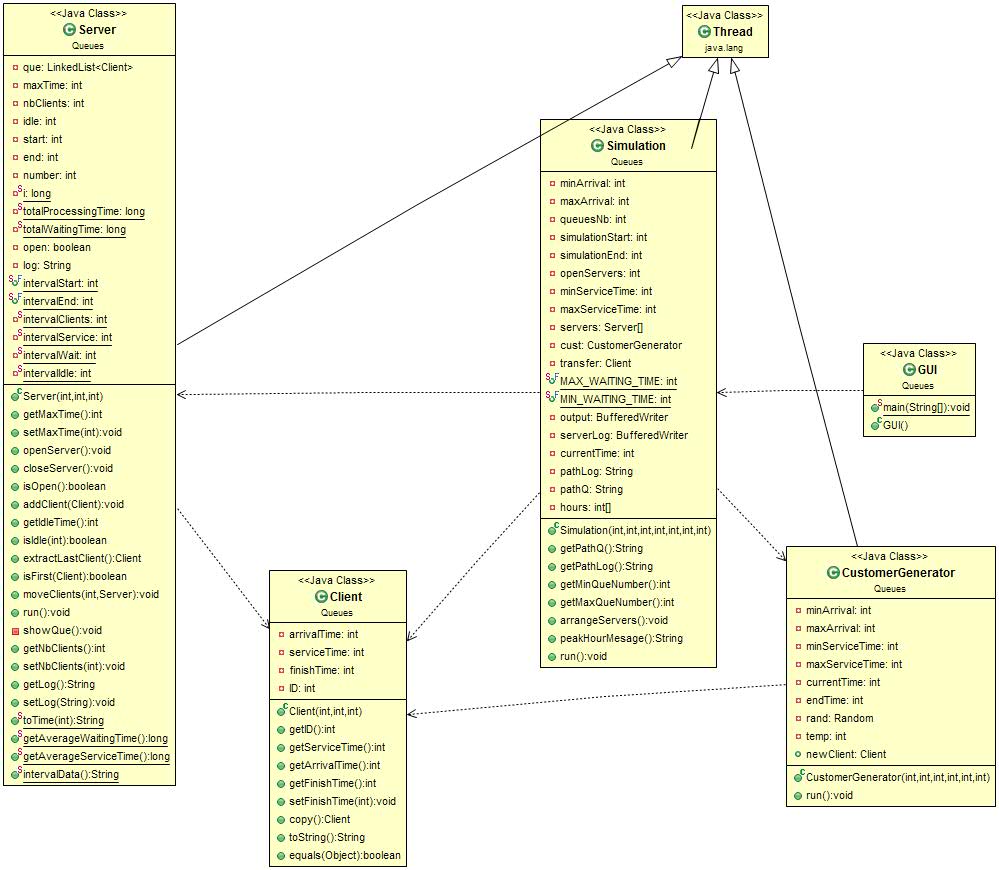 <<Java Class>>
Server
Queues
que: LinkedList<Client>
maxTime: int
nbClients: int
idle: int
start: int
end: int
number: int
i: long
totalProcessingTime: long
totalWaitingTime: long
open: boolean
log: String
intervalStart: int
intervalEnd: int
intervalClients: int
intervalService: int
intervalWait: int
intervalIdle: int
Server(int,int,int)
getMaxTime():int
setMaxTime(int):void
openServer():void
closeServer():void
isOpen():boolean
addClient(Client):void
getIdleTime():int
isIdle(int):boolean
extractLastClient():Client
isFirst(Client):boolean
moveClients(int,Server):void
run():void
showQue():void
getNbClients():int
setNbClients(int):void
getLog():String
setLog(String):void
toTime(int):String
getAverageWaitingTime():long
getAverageServiceTime():long
intervalData():String
<<Java Class>>
Thread
java.lang
<<Java Class>>
Simulation
Queues
minArrival: int
maxArrival: int
queuesNb: int
simulationStart: int
simulationEnd: int
openServers: int
minServiceTime: int
maxServiceTime: int
servers: Server[]
cust: CustomerGenerator
transfer: Client
MAX_WAITING_TIME: int
MIN_WAITING_TIME: int
output: BufferedWriter
serverLog: BufferedWriter
currentTime: int
pathLog: String
pathQ: String
hours: int[]
Simulation(int,int,int,int,int,int,int)
getPathQ():String
getPathLog():String
getMinQueNumber():int
getMaxQueNumber():int
arrangeServers():void
peakHourMesage():String
run():void
<<Java Class>>
GUI
Queues
main(String[]):void
GUI()
<<Java Class>>
Client
Queues
arrivalTime: int
serviceTime: int
finishTime: int
ID: int
Client(int,int,int)
getID():int
getServiceTime():int
getArrivalTime():int
getFinishTime():int
setFinishTime(int):void
copy():Client
toString():String
equals(Object):boolean
<<Java Class>>
CustomerGenerator
Queues
minArrival: int
maxArrival: int
minServiceTime: int
maxServiceTime: int
currentTime: int
endTime: int
rand: Random
temp: int
newClient: Client
CustomerGenerator(int,int,int,int,int,int)
run():void